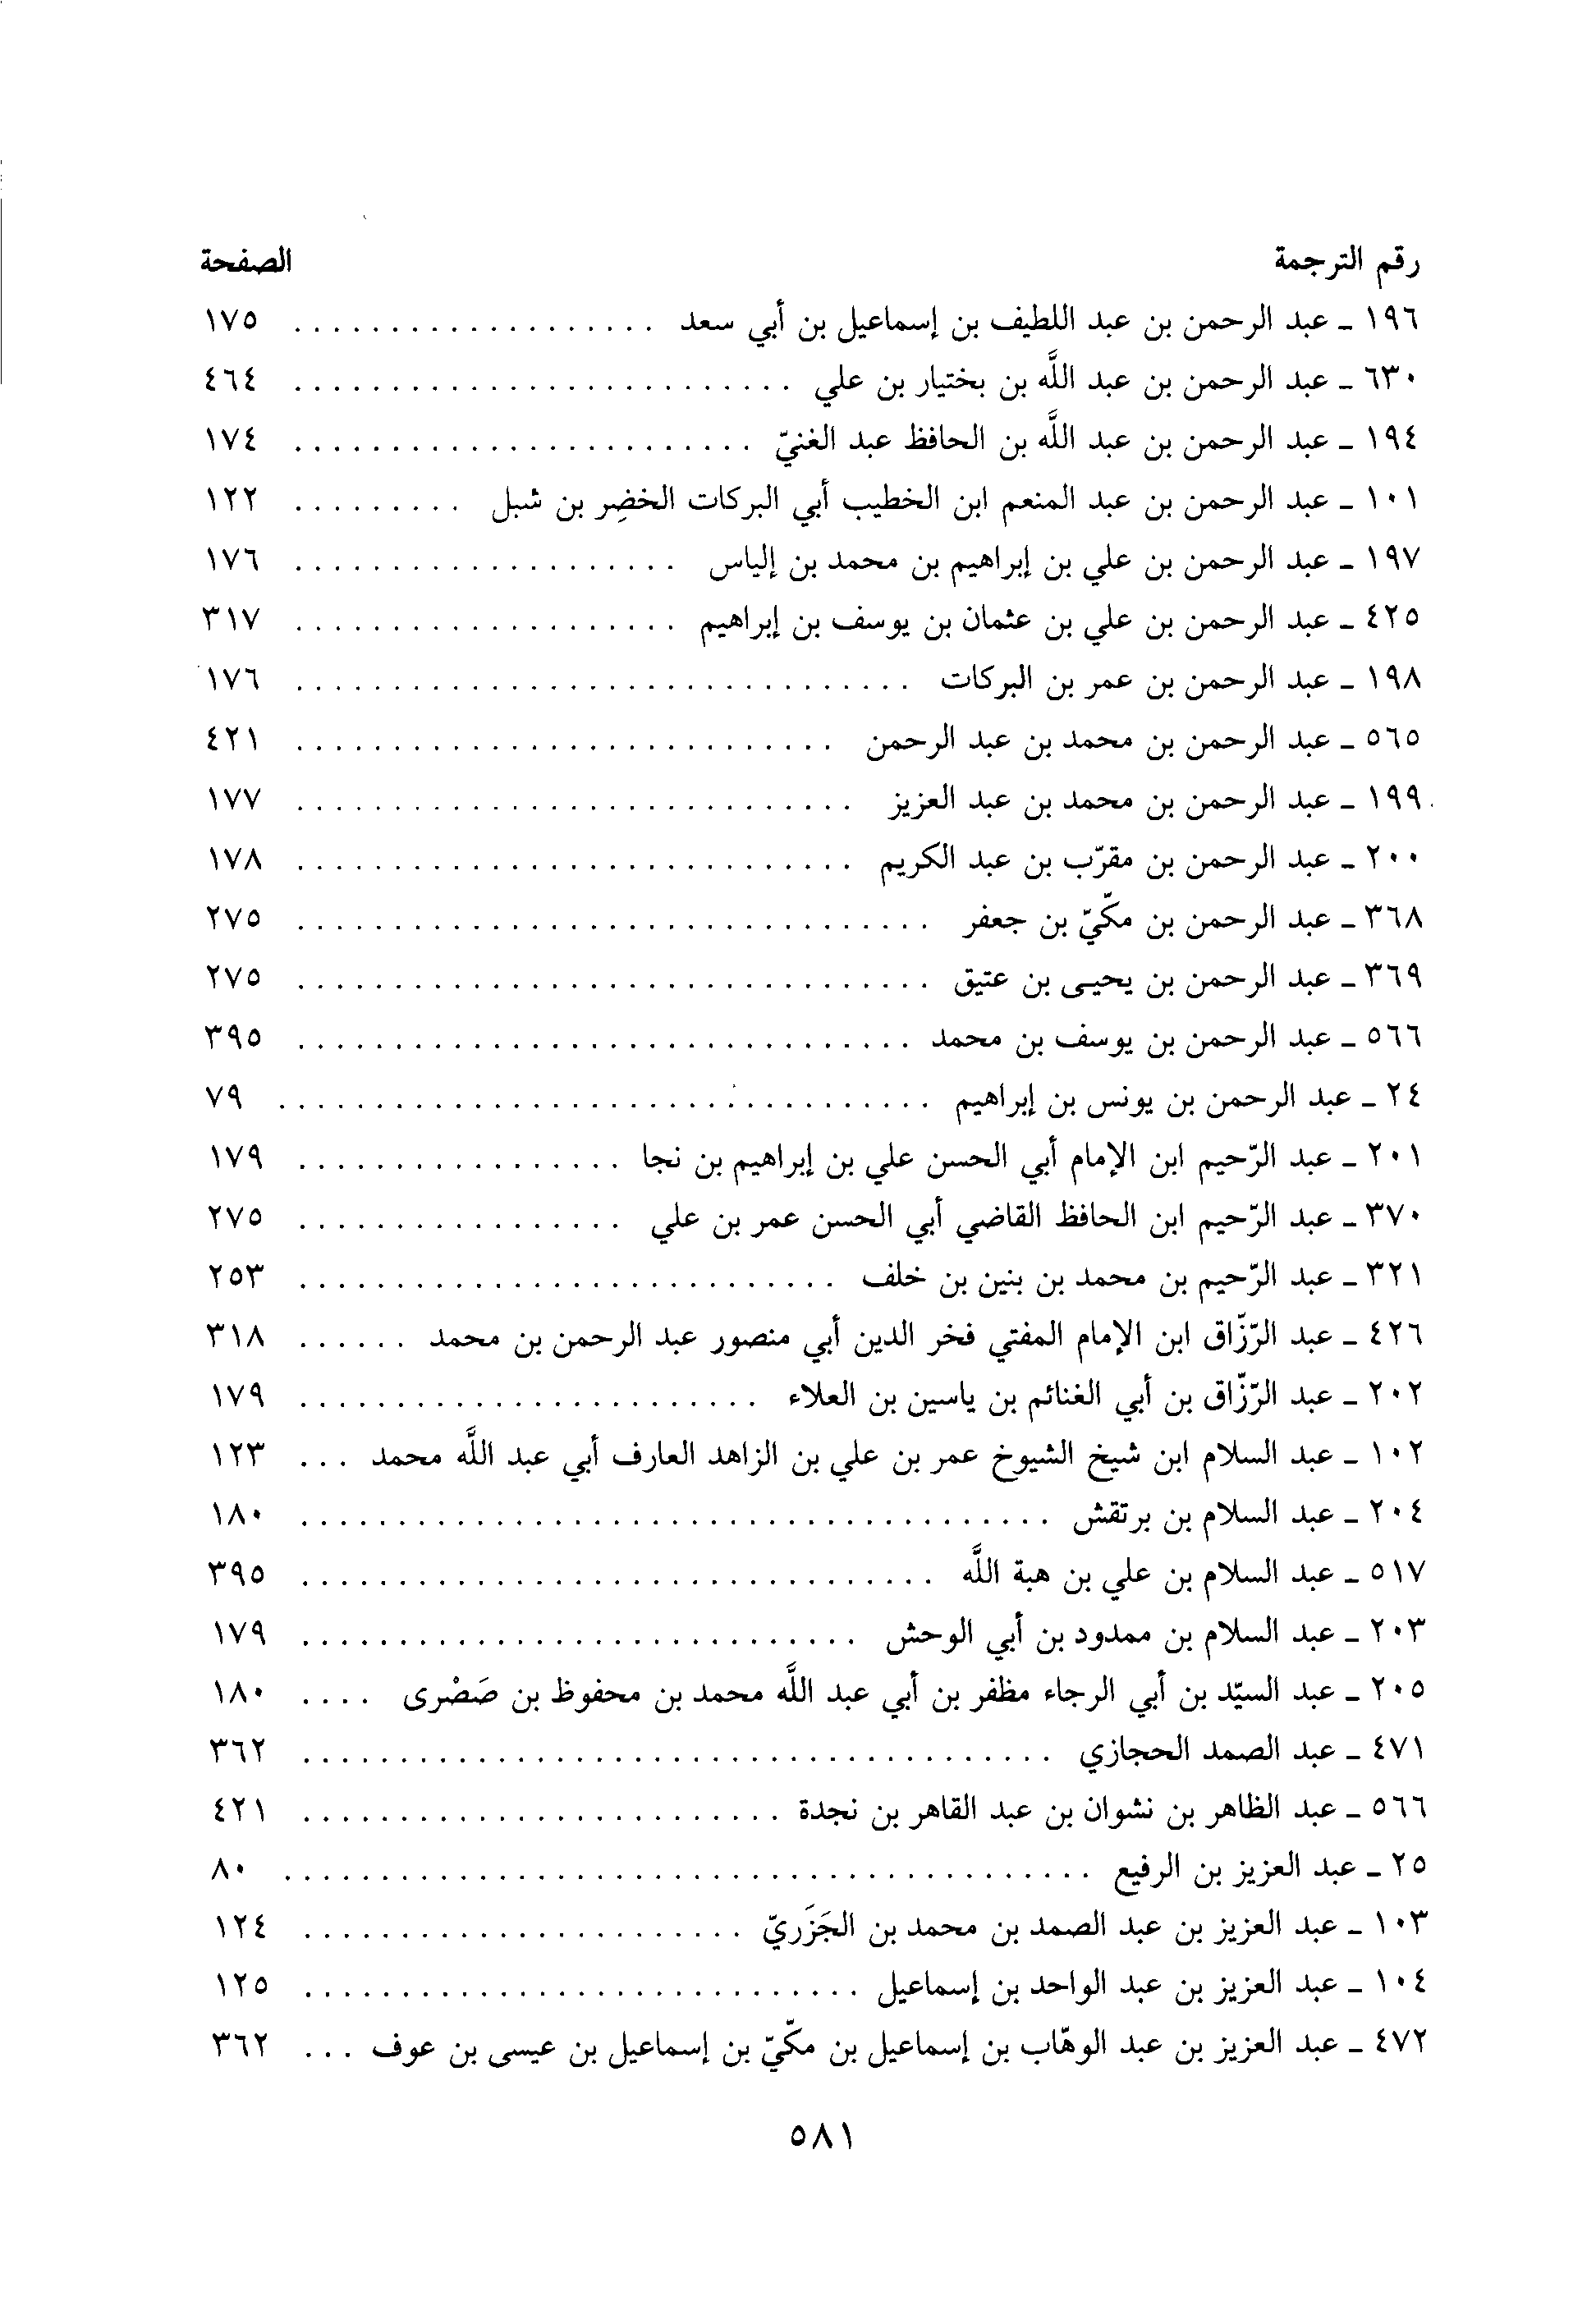 رقم الترجمة الصفحة
١٩٦ ـ عبد الرحمن بن عبد اللطيف بن إسماعيل بن أبي سعد . . . . . . . . . . . . . . . . . . . ١٧٥
٦٣٠ ـ عبد الرحمن بن عبد اللَّه بن بختيار بن علي . . . . . . . . . . . . . . . . . . . . . . . . . . ٤٦٤
١٩٤ ـ عبد الرحمن بن عبد اللَّه بن الحافظ عبد الغنيّ . . . . . . . . . . . . . . . . . . . . . . . . ١٧٤
١٠١ ـ عبد الرحمن بن عبد المنعم ابن الخطيب أبي البركات الخضِر بن شبل . . . . . . . . . ١٢٢
١٩٧ ـ عبد الرحمن بن علي بن إبراهيم بن محمد بن إلياس . . . . . . . . . . . . . . . . . . . . ١٧٦
٤٢٥ ـ عبد الرحمن بن علي بن عثمان بن يوسف بن إبراهيم . . . . . . . . . . . . . . . . . . . . ٣١٧
١٩٨ ـ عبد الرحمن بن عمر بن البركات . . . . . . . . . . . . . . . . . . . . . . . . . . . . . . . . ١٧٦
٥٦٥ ـ عبد الرحمن بن محمد بن عبد الرحمن . . . . . . . . . . . . . . . . . . . . . . . . . . . . ٤٢١
١٩٩ ـ عبد الرحمن بن محمد بن عبد العزيز . . . . . . . . . . . . . . . . . . . . . . . . . . . . . ١٧٧
٢٠٠ ـ عبد الرحمن بن مقرّب بن عبد الكريم . . . . . . . . . . . . . . . . . . . . . . . . . . . . . ١٧٨
٣٦٨ ـ عبد الرحمن بن مكّيّ بن جعفر . . . . . . . . . . . . . . . . . . . . . . . . . . . . . . . . . ٢٧٥
٣٦٩ ـ عبد الرحمن بن يحيـى بن عتيق . . . . . . . . . . . . . . . . . . . . . . . . . . . . . . . . . ٢٧٥
٥٦٦ ـ عبد الرحمن بن يوسف بن محمد . . . . . . . . . . . . . . . . . . . . . . . . . . . . . . . . ٣٩٥
٢٤ ـ عبد الرحمن بن يونس بن إبراهيم . . . . . . . . . . . . . . . . . . . . . . . . . . . . . . . . . . ٧٩
٢٠١ ـ عبد الرّحيم ابن الإمام أبي الحسن علي بن إبراهيم بن نجا . . . . . . . . . . . . . . . . . ١٧٩
٣٧٠ ـ عبد الرّحيم ابن الحافظ القاضي أبي الحسن عمر بن علي . . . . . . . . . . . . . . . . . ٢٧٥
٣٢١ ـ عبد الرّحيم بن محمد بن بنين بن خلف . . . . . . . . . . . . . . . . . . . . . . . . . . . . ٢٥٣
٤٢٦ ـ عبد الرّزّاق ابن الإمام المفتي فخر الدين أبي منصور عبد الرحمن بن محمد . . . . . . ٣١٨
٢٠٢ ـ عبد الرّزّاق بن أبي الغنائم بن ياسين بن العلاء . . . . . . . . . . . . . . . . . . . . . . . . ١٧٩
١٠٢ ـ عبد السلام ابن شيخ الشيوخ عمر بن علي بن الزاهد العارف أبي عبد اللَّه محمد . . . ١٢٣
٢٠٤ ـ عبد السلام بن برتقش . . . . . . . . . . . . . . . . . . . . . . . . . . . . . . . . . . . . . . . ١٨٠
٥١٧ ـ عبد السلام بن علي بن هبة اللَّه . . . . . . . . . . . . . . . . . . . . . . . . . . . . . . . . . ٣٩٥
٢٠٣ ـ عبد السلام بن ممدود بن أبي الوحش . . . . . . . . . . . . . . . . . . . . . . . . . . . . . ١٧٩
٢٠٥ ـ عبد السيّد بن أبي الرجاء مظفر بن أبي عبد اللَّه محمد بن محفوظ بن صَصْرى . . . . ١٨٠
٤٧١ ـ عبد الصمد الحجازي . . . . . . . . . . . . . . . . . . . . . . . . . . . . . . . . . . . . . . . ٣٦٢
٥٦٦ ـ عبد الظاهر بن نشوان بن عبد القاهر بن نجدة . . . . . . . . . . . . . . . . . . . . . . . . . ٤٢١
٢٥ ـ عبد العزيز بن الرفيع . . . . . . . . . . . . . . . . . . . . . . . . . . . . . . . . . . . . . . . . . . ٨٠
١٠٣ ـ عبد العزيز بن عبد الصمد بن محمد بن الجَزَريّ . . . . . . . . . . . . . . . . . . . . . . . ١٢٤
١٠٤ ـ عبد العزيز بن عبد الواحد بن إسماعيل . . . . . . . . . . . . . . . . . . . . . . . . . . . . . ١٢٥
٤٧٢ ـ عبد العزيز بن عبد الوهّاب بن إسماعيل بن مكّيّ بن إسماعيل بن عيسى بن عوف . . . ٣٦٢
٥٨١